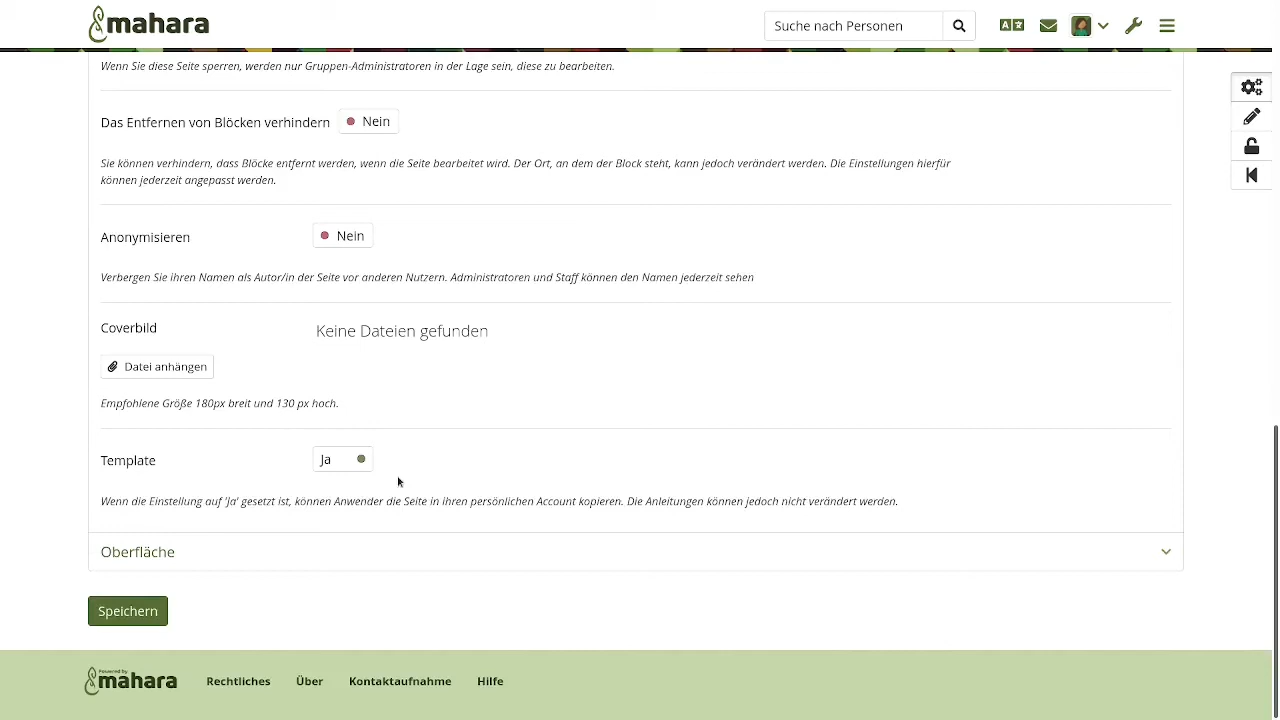 mahara
Suche nach Personen
Wenn Sie diese Seite sperren, werden nur Gruppen-Administratoren in der Lage sein, diese zu bearbeiten.
Das Entfernen von Blöcken verhindern
Nein
Sie können verhindern, dass Blöcke entfernt werden, wenn die Seite bearbeitet wird. Der Ort, an dem der Block steht, kann jedoch verändert werden. Die Einstellungen hierfür
können jederzeit angepasst werden.
Anonymisieren
Nein
Verbergen Sie ihren Namen als Autor/in der Seite vor anderen Nutzern. Administratoren und Staff können den Namen jederzeit sehen
Coverbild
Keine Dateien gefunden
Datei anhängen
Empfohlene Größe 180px breit und 130 px hoch.
Template
Ja
Wenn die Einstellung auf 'Ja' gesetzt ist, können Anwender die Seite in ihren persönlichen Account kopieren. Die Anleitungen können jedoch nicht verändert werden.
Oberfläche
Speichern
Powered by
mahara
Rechtliches
Über
Kontaktaufnahme
Hilfe